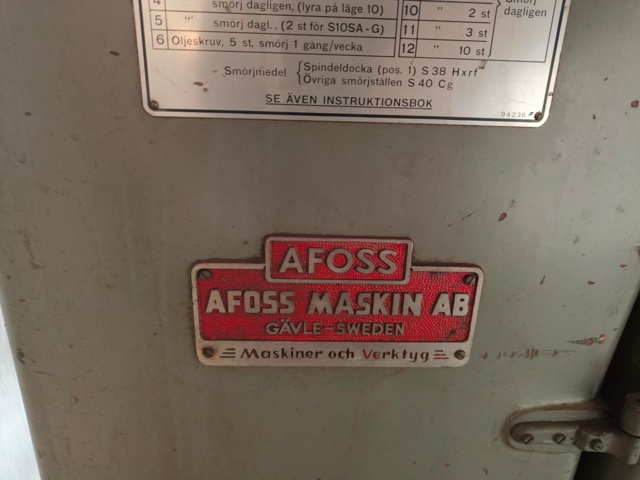 4 smörj dagligen, (lyra på läge 10)
5 " smörj dagl., (2 st för S10SA-G)
6 Oljeskruv, 5 st, smörj 1 gång/vecka
10 " 2 st
11 " 3 st
12 " 10 st
Smörj
dagligen
Smörjmedel {Spindeldocka (pos. 1) S 38 Hxrf
Övriga smörjställen S 40 Cg
SE ÄVEN INSTRUKTIONSBOK
94236
AFOSS
AFOSS MASKIN AB
GÄVLE-SWEDEN
Maskiner och Verktyg